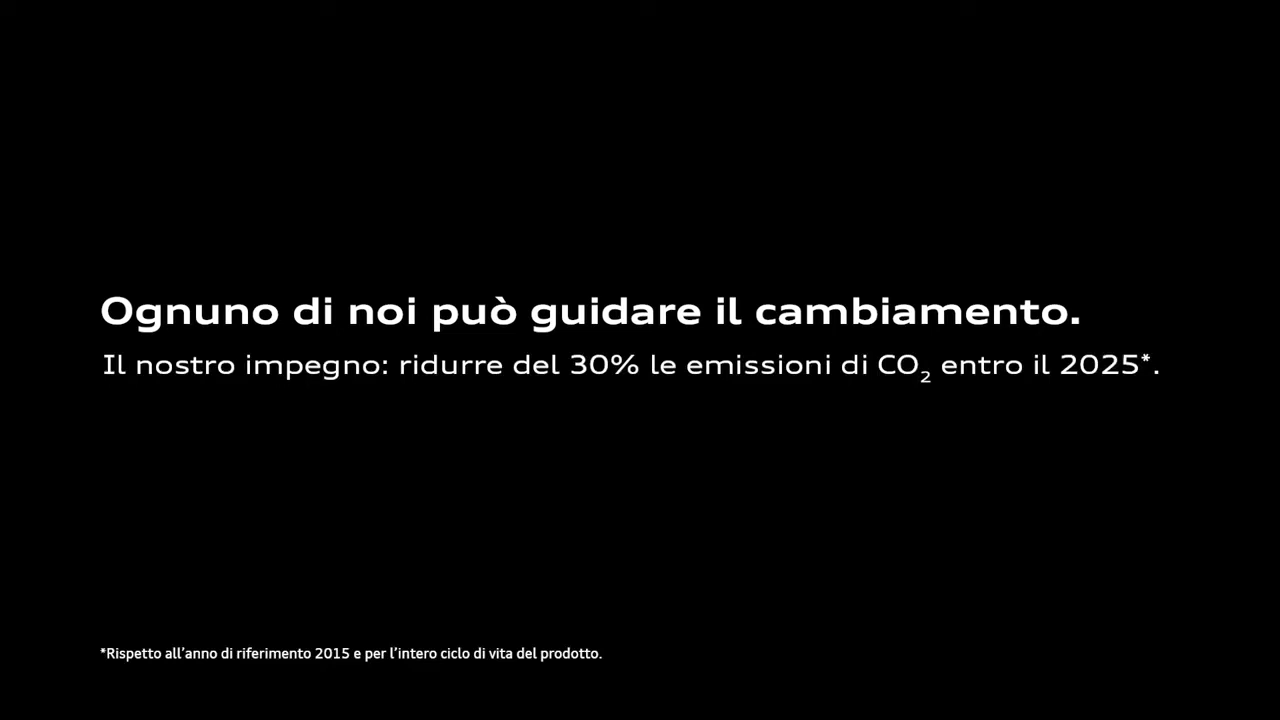 Ognuno di noi può guidare il cambiamento.
Il nostro impegno: ridurre del 30% le emissioni di CO₂ entro il 2025*.
*Rispetto all'anno di riferimento 2015 e per l'intero ciclo di vita del prodotto.